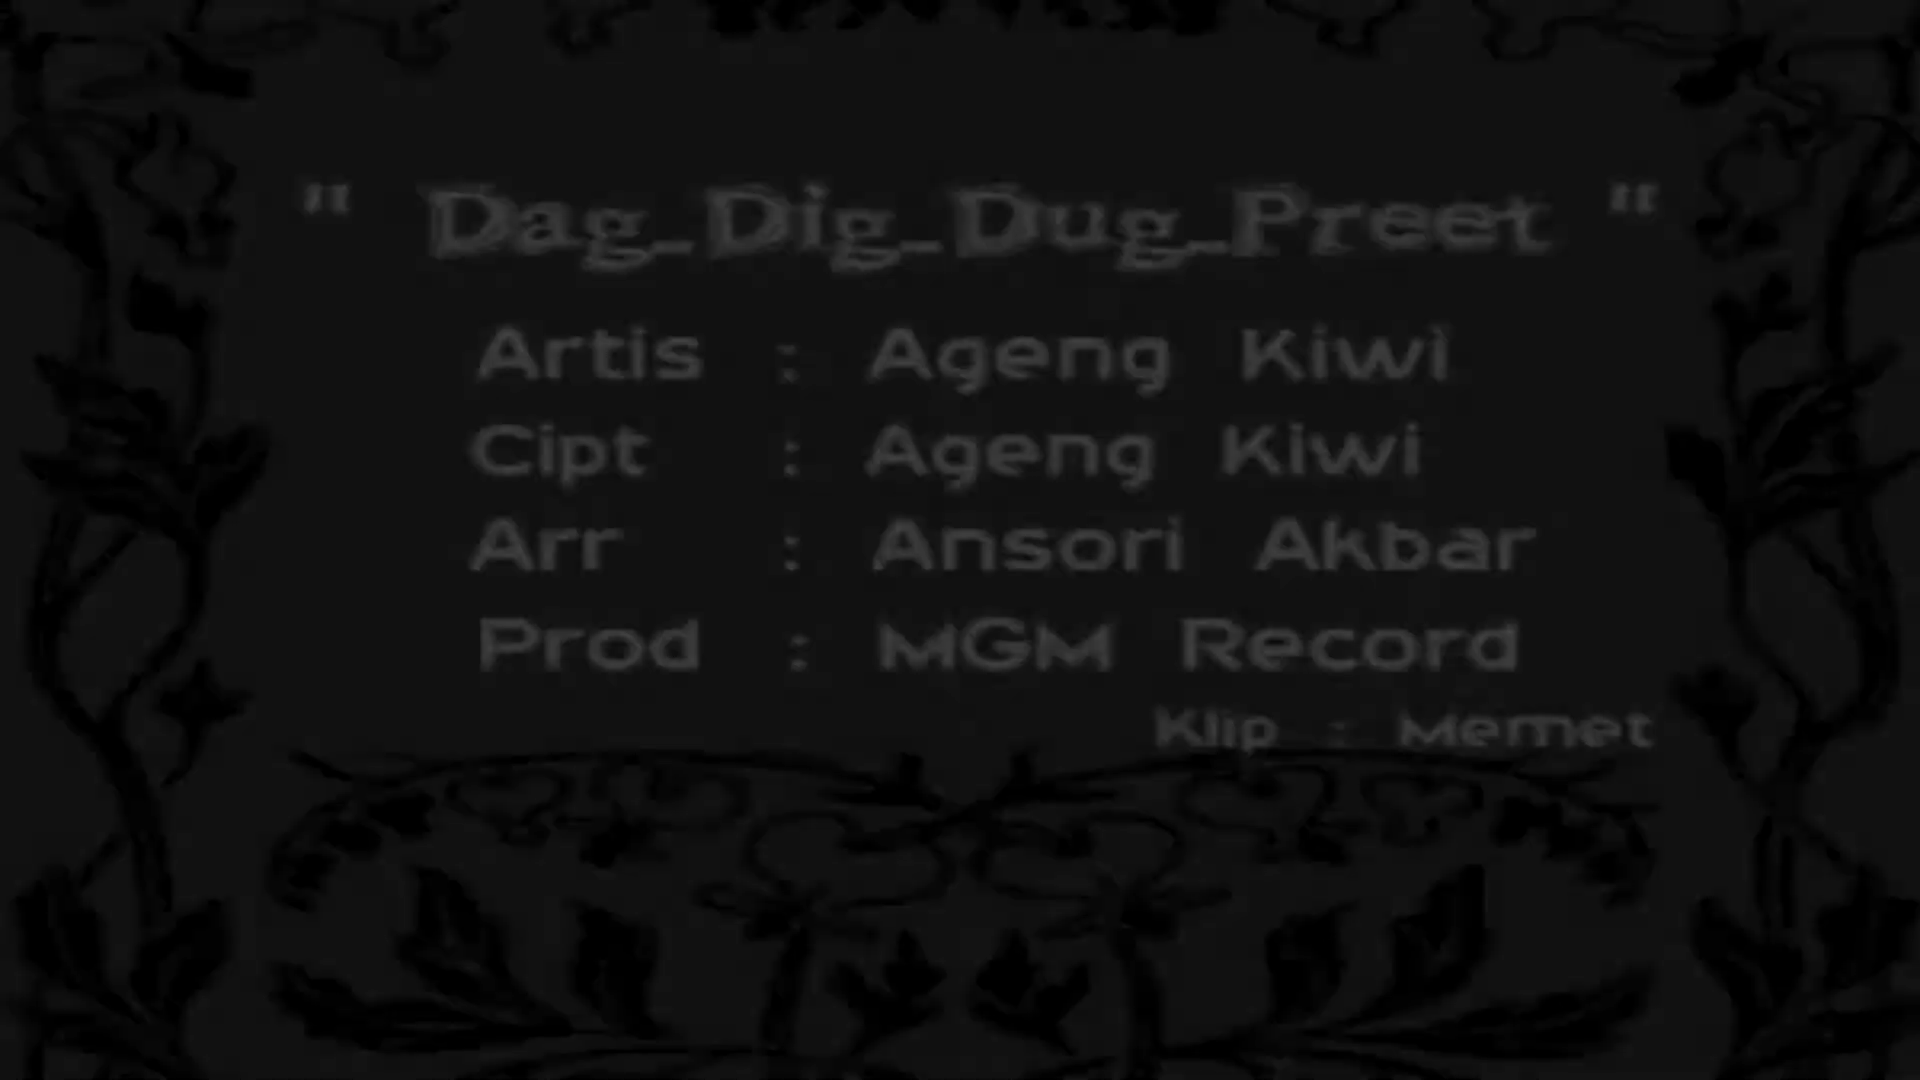 " Dag_Dig_Dug_Preet "
Artis : Ageng Kiwi
Cipt : Ageng Kiwi
Arr : Ansori Akbar
Prod : MGM Record
Klip : Memet